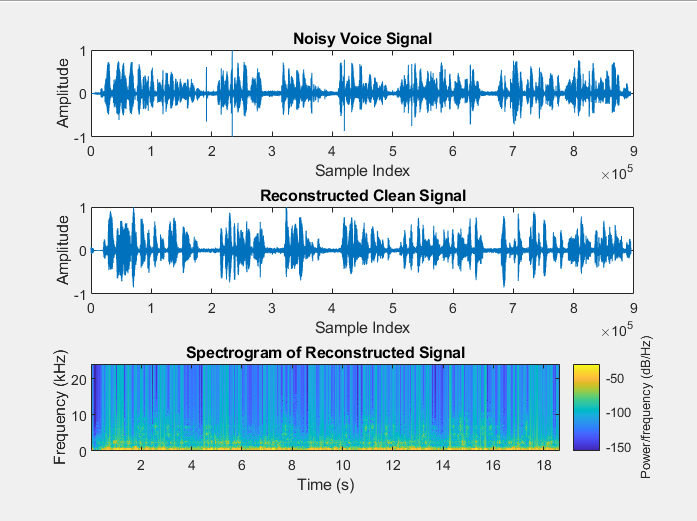 Noisy Voice Signal
1
0
-1
Amplitude
0 1 2 3 4 5 6 7 8 9
Sample Index
×10^5
Reconstructed Clean Signal
1
0
-1
Amplitude
0 1 2 3 4 5 6 7 8 9
Sample Index
×10^5
Spectrogram of Reconstructed Signal
20
10
0
Frequency (kHz)
2 4 6 8 10 12 14 16 18
Time (s)
-50
-100
-150
Power/frequency (dB/Hz)